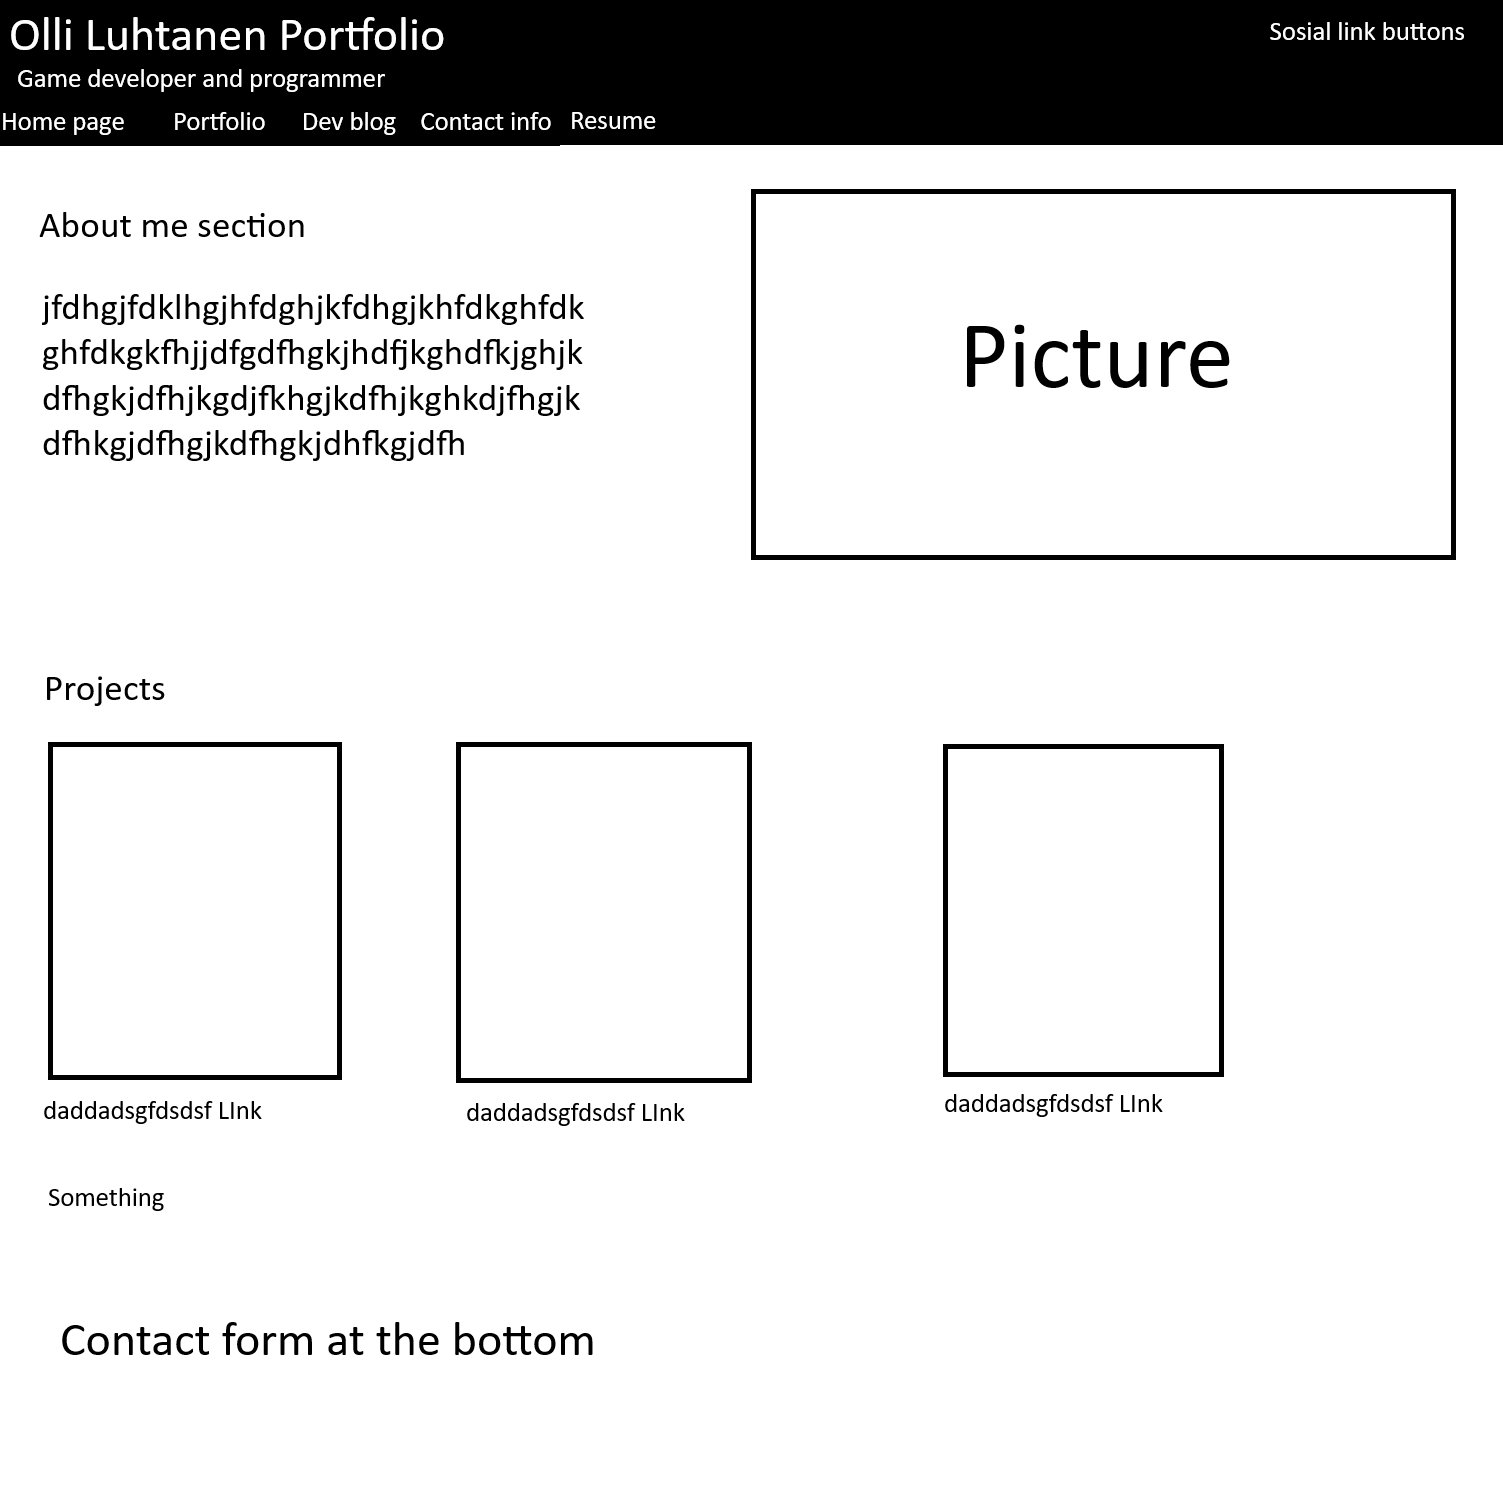 Olli Luhtanen Portfolio
Sosial link buttons
Game developer and programmer
Home page Portfolio Dev blog Contact info Resume
About me section
jfdhgjfdklhgjhfdghjkfdhgjkhfdkghfdk
ghfdkgkfhjjdfgdfhgkjhdfjkghdfkjghjk
dfhgkjdfhjkgdjfkhgjkdfhjkghkdjfhgjk
dfhkgjdfhgjkdfhgkjdhfkgjdfh
Picture
Projects
daddadsgfdsdsf LInk
daddadsgfdsdsf LInk
daddadsgfdsdsf LInk
Something
Contact form at the bottom